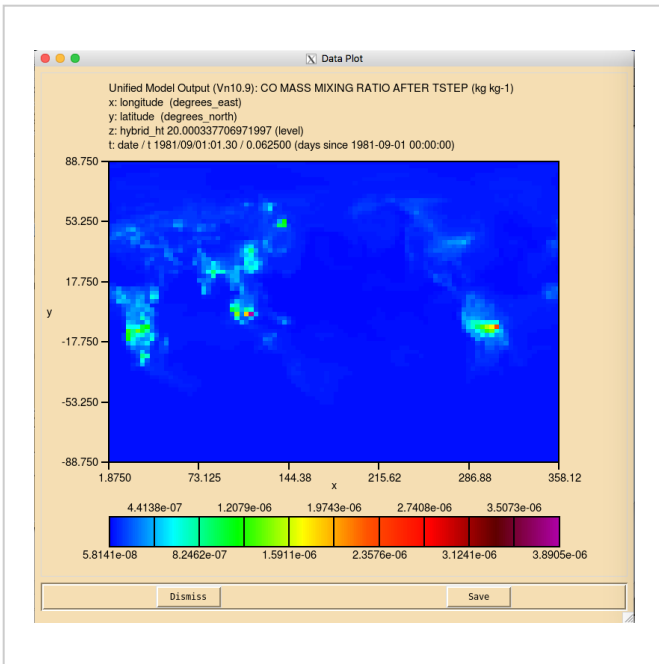 Data Plot
Unified Model Output (Vn10.9): CO MASS MIXING RATIO AFTER TSTEP (kg kg-1)
x: longitude (degrees_east)
y: latitude (degrees_north)
z: hybrid_ht 20.000337706971997 (level)
t: date / t 1981/09/01:01.30 / 0.062500 (days since 1981-09-01 00:00:00)
88.750
53.250
17.750
y
-17.750
-53.250
-88.750
1.8750 73.125 144.38 215.62 286.88 358.12
x
4.4138e-07 1.2079e-06 1.9743e-06 2.7408e-06 3.5073e-06
5.8141e-08 8.2462e-07 1.5911e-06 2.3576e-06 3.1241e-06 3.8905e-06
Dismiss Save